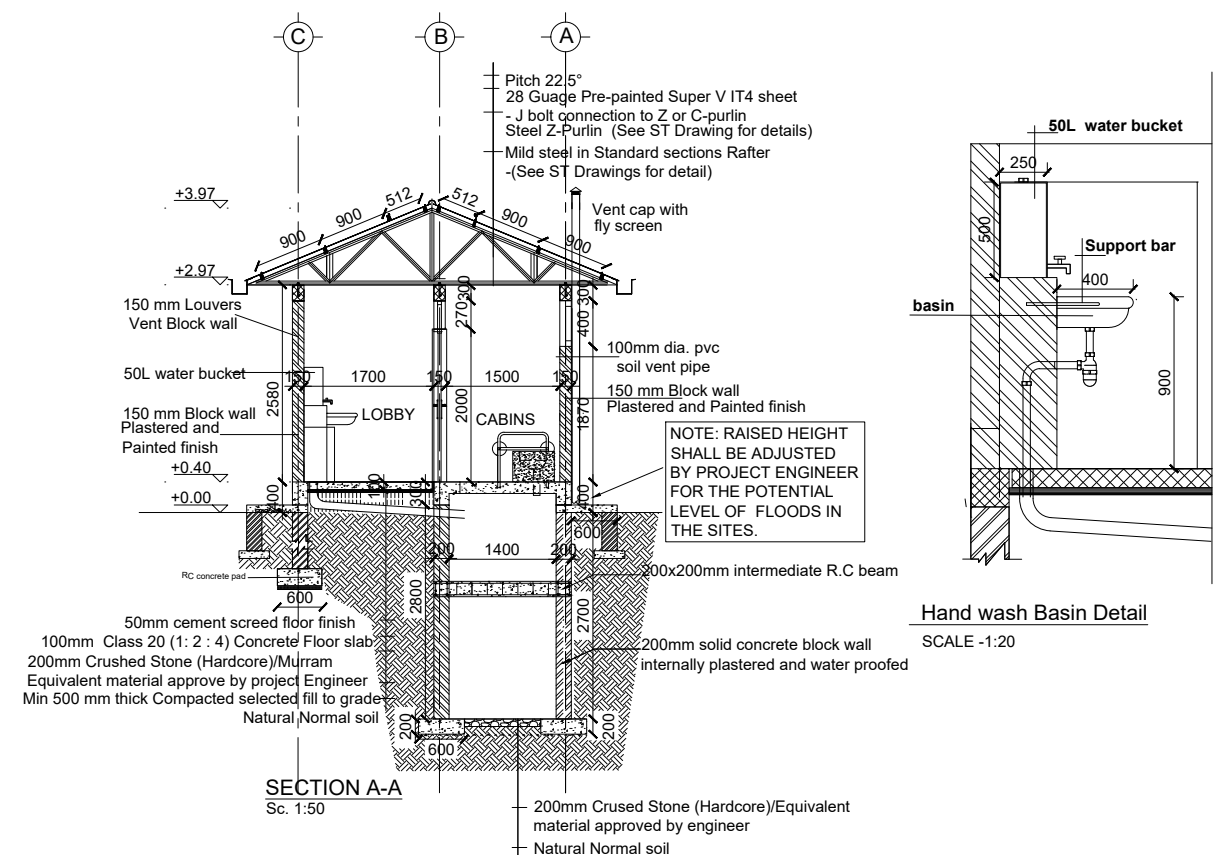 C
B
A
Pitch 22.5°
28 Guage Pre-painted Super V IT4 sheet
- J bolt connection to Z or C-purlin
Steel Z-Purlin (See ST Drawing for details)
Mild steel in Standard sections Rafter
-(See ST Drawings for detail)
+3.97
900
900
512
512
900
900
Vent cap with
fly screen
+2.97
150 mm Louvers
Vent Block wall
300
270
300
400
100mm dia. pvc
soil vent pipe
50L water bucket
150
1700
150
1500
150
2580
2000
1870
150 mm Block wall
Plastered and Painted finish
150 mm Block wall
Plastered and
Painted finish
LOBBY
CABINS
NOTE: RAISED HEIGHT
SHALL BE ADJUSTED
BY PROJECT ENGINEER
FOR THE POTENTIAL
LEVEL OF FLOODS IN
THE SITES.
+0.40
+0.00
400
300
400
600
200
1400
200
RC concrete pad
600
200x200mm intermediate R.C beam
2800
2700
50mm cement screed floor finish
100mm Class 20 (1: 2 : 4) Concrete Floor slab
200mm Crushed Stone (Hardcore)/Murram
Equivalent material approve by project Engineer
Min 500 mm thick Compacted selected fill to grade
Natural Normal soil
200mm solid concrete block wall
internally plastered and water proofed
200
600
200
SECTION A-A
Sc. 1:50
200mm Crused Stone (Hardcore)/Equivalent
material approved by engineer
Natural Normal soil
50L water bucket
250
500
Support bar
400
basin
900
Hand wash Basin Detail
SCALE -1:20